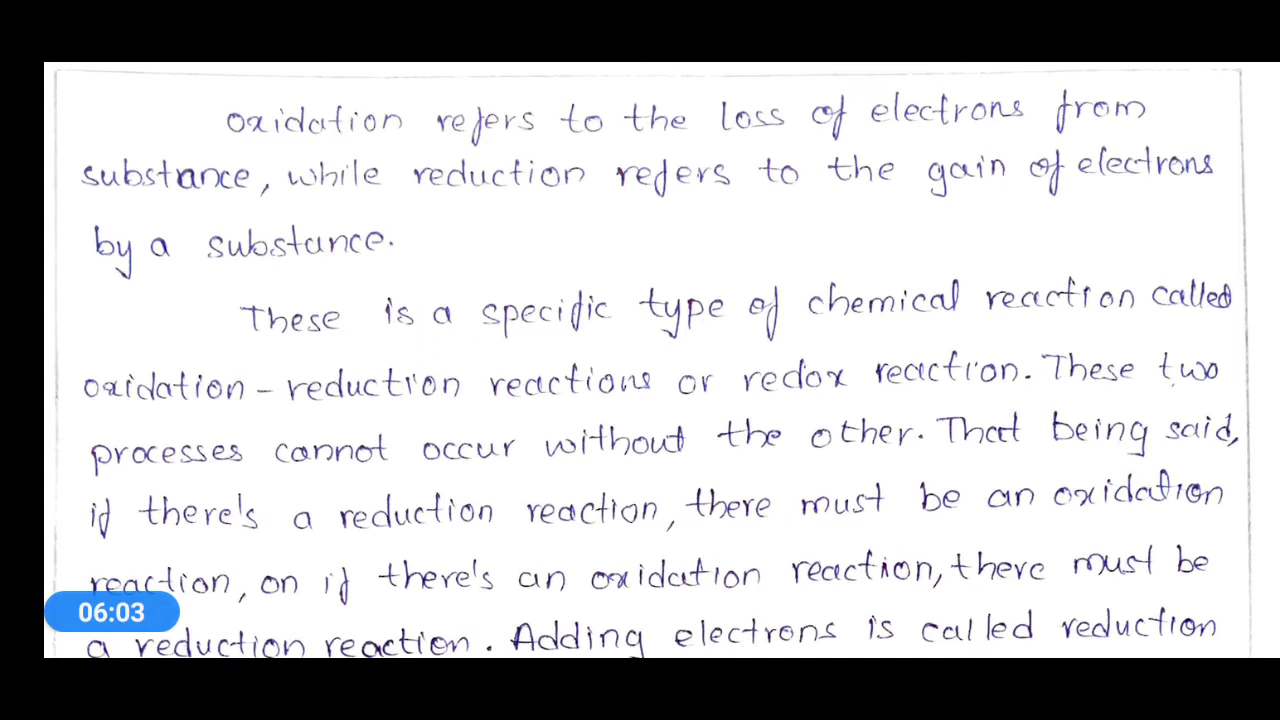 oxidation refers to the loss of electrons from
substance, while reduction refers to the gain of electrons
by a substance.
These is a specific type of chemical reaction called
oxidation - reduction reactions or redox reaction. These two
processes cannot occur without the other. That being said,
if there's a reduction reaction, there must be an oxidation
reaction, on if there's an oxidation reaction, there must be
06:03
a reduction reaction. Adding electrons is called reduction